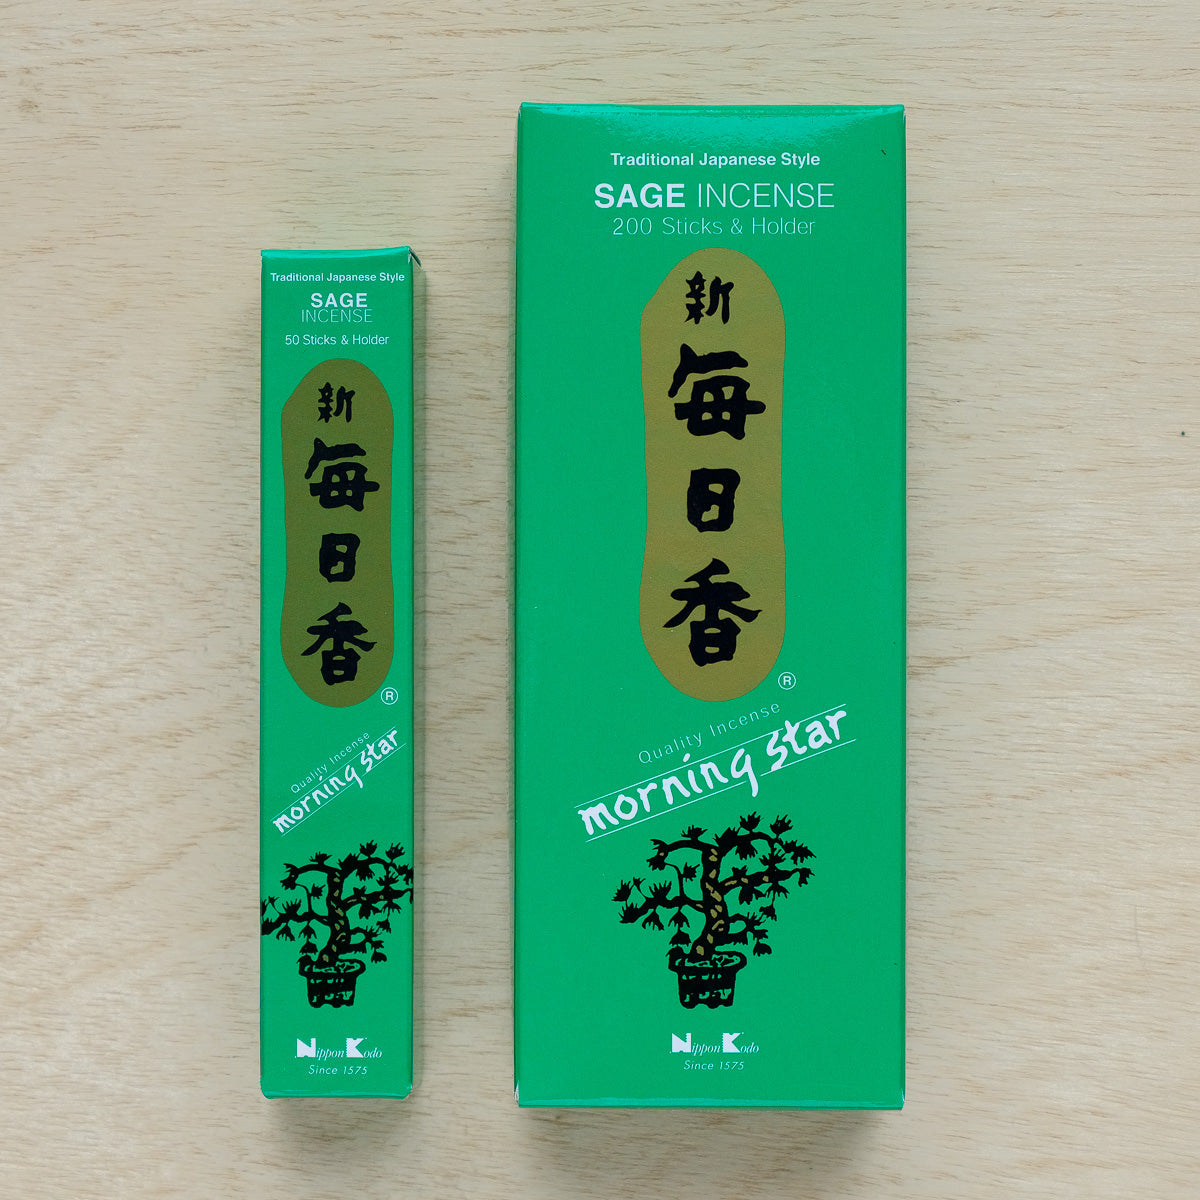 Traditional Japanese Style
SAGE
INCENSE
50 Sticks & Holder
新
毎
日
香
®
Quality Incense
morning star
Nippon Kodo
Since 1575
Traditional Japanese Style
SAGE INCENSE
200 Sticks & Holder
新
毎
日
香
®
Quality Incense
morning star
Nippon Kodo
Since 1575